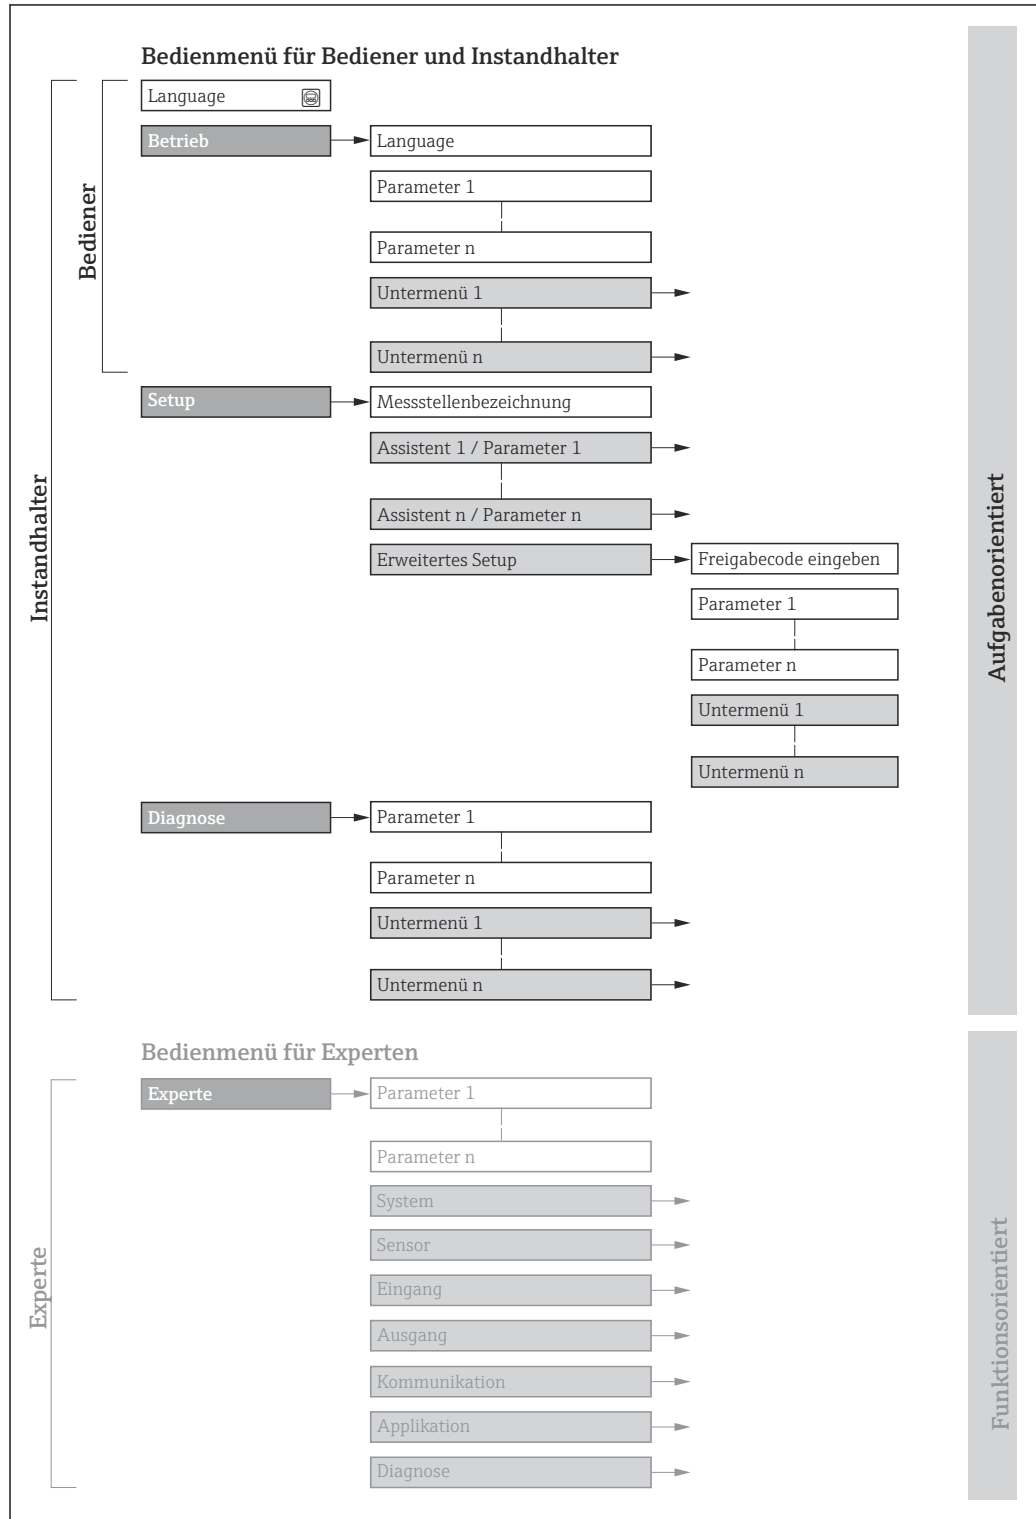 Bedienmenü für Bediener und Instandhalter
Language
Betrieb
Language
Parameter 1
Parameter n
Untermenü 1
Untermenü n
Bediener
Setup
Messstellenbezeichnung
Assistent 1 / Parameter 1
Assistent n / Parameter n
Erweitertes Setup
Freigabecode eingeben
Parameter 1
Parameter n
Untermenü 1
Untermenü n
Instandhalter
Aufgabenorientiert
Diagnose
Parameter 1
Parameter n
Untermenü 1
Untermenü n
Bedienmenü für Experten
Experte
Parameter 1
Parameter n
System
Sensor
Eingang
Ausgang
Kommunikation
Applikation
Diagnose
Experte
Funktionsorientiert